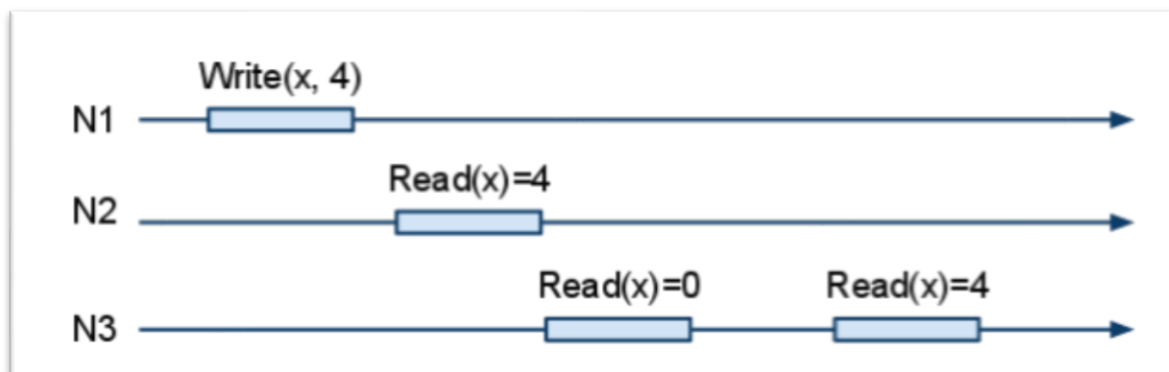 Write(x, 4)
N1
Read(x)=4
N2
Read(x)=0 Read(x)=4
N3